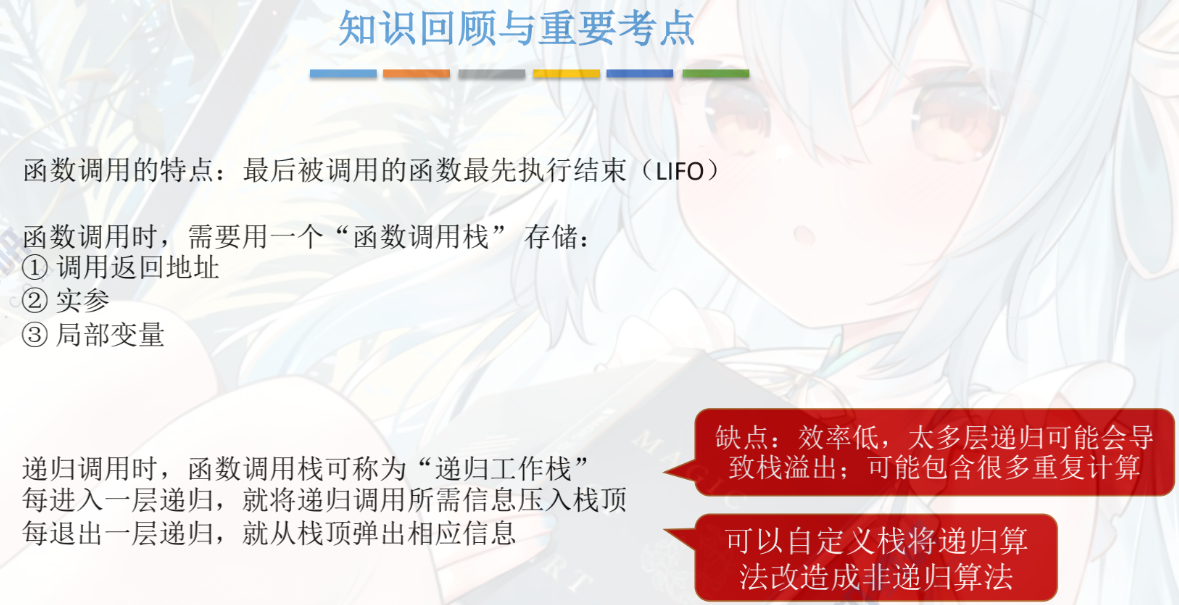 知识回顾与重要考点
函数调用的特点：最后被调用的函数最先执行结束（LIFO）
函数调用时，需要用一个“函数调用栈” 存储：
① 调用返回地址
② 实参
③ 局部变量
缺点：效率低，太多层递归可能会导
致栈溢出；可能包含很多重复计算
递归调用时，函数调用栈可称为“递归工作栈”
每进入一层递归，就将递归调用所需信息压入栈顶
每退出一层递归，就从栈顶弹出相应信息
可以自定义栈将递归算
法改造成非递归算法